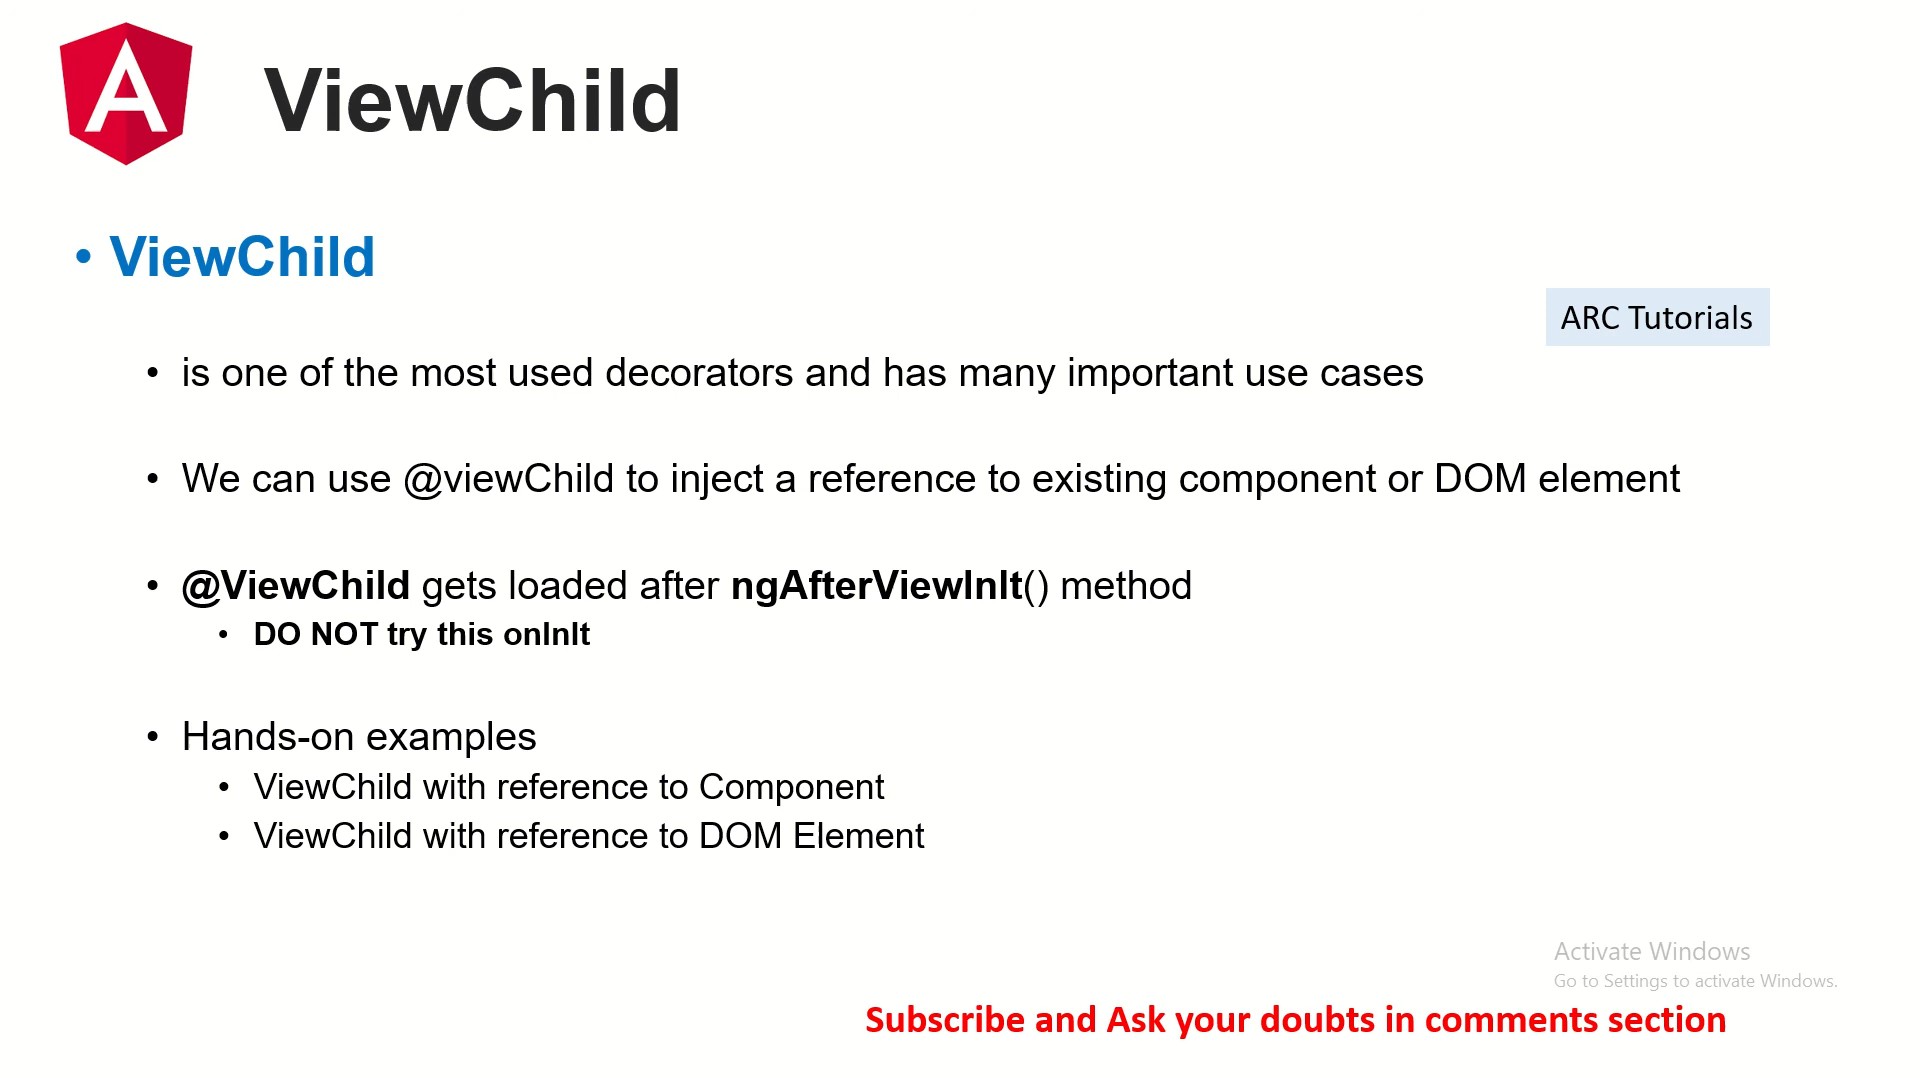 ViewChild
• ViewChild
ARC Tutorials
• is one of the most used decorators and has many important use cases
• We can use @viewChild to inject a reference to existing component or DOM element
• @ViewChild gets loaded after ngAfterViewInIt() method
• DO NOT try this onInIt
• Hands-on examples
• ViewChild with reference to Component
• ViewChild with reference to DOM Element
Activate Windows
Go to Settings to activate Windows.
Subscribe and Ask your doubts in comments section